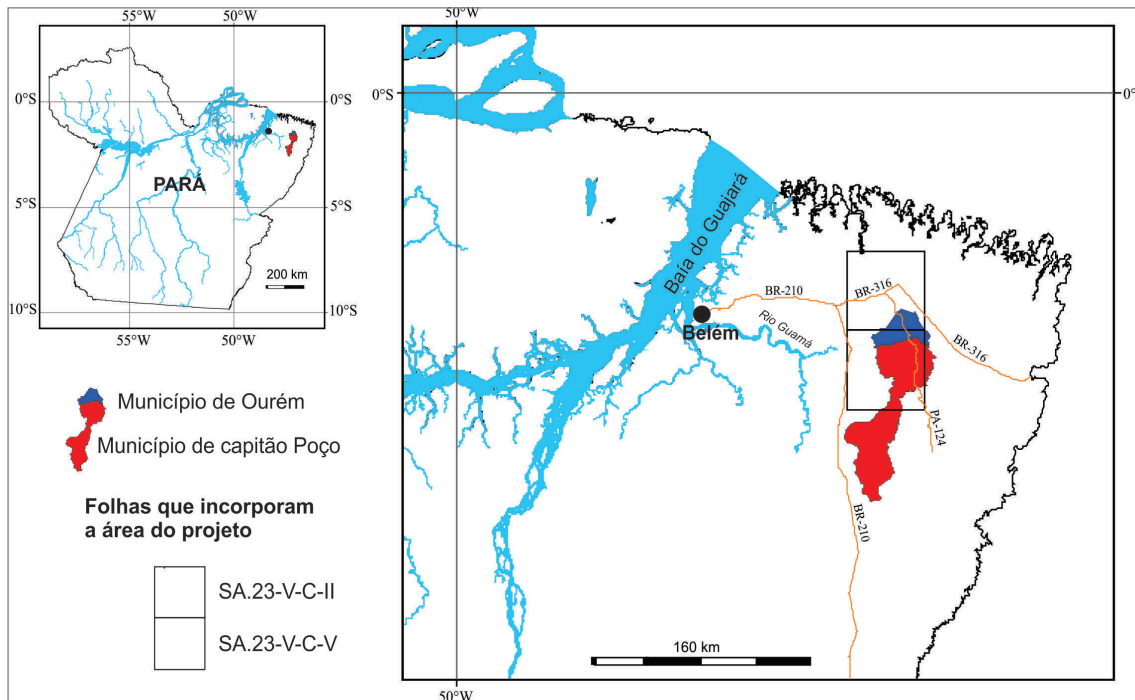 55°W
50°W
0°S
0°S
PARÁ
5°S
5°S
200 km
10°S
10°S
55°W
50°W
Município de Ourém
Município de capitão Poço
Folhas que incorporam
a área do projeto
SA.23-V-C-II
SA.23-V-C-V
50°W
0°S
0°
Baía do Guajará
BR-210
BR-316
Belém
Rio Guamá
BR-316
PA-124
BR-210
160 km
50°W